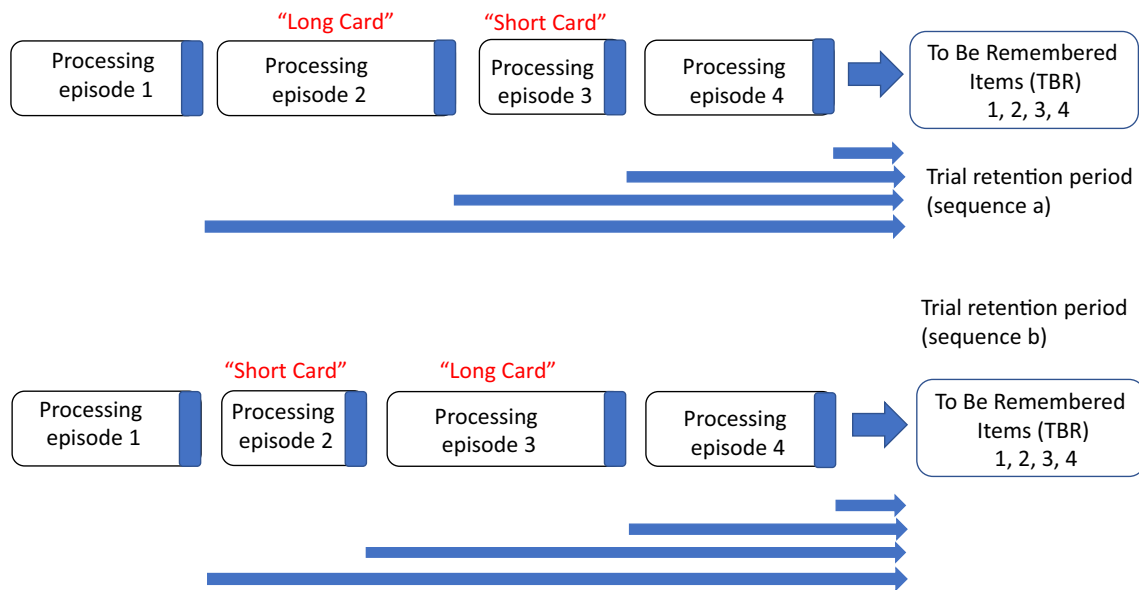 “Long Card”
“Short Card”
Processing
episode 1
Processing
episode 2
Processing
episode 3
Processing
episode 4
To Be Remembered
Items (TBR)
1, 2, 3, 4
Trial retention period
(sequence a)
Trial retention period
(sequence b)
“Short Card”
“Long Card”
Processing
episode 1
Processing
episode 2
Processing
episode 3
Processing
episode 4
To Be Remembered
Items (TBR)
1, 2, 3, 4